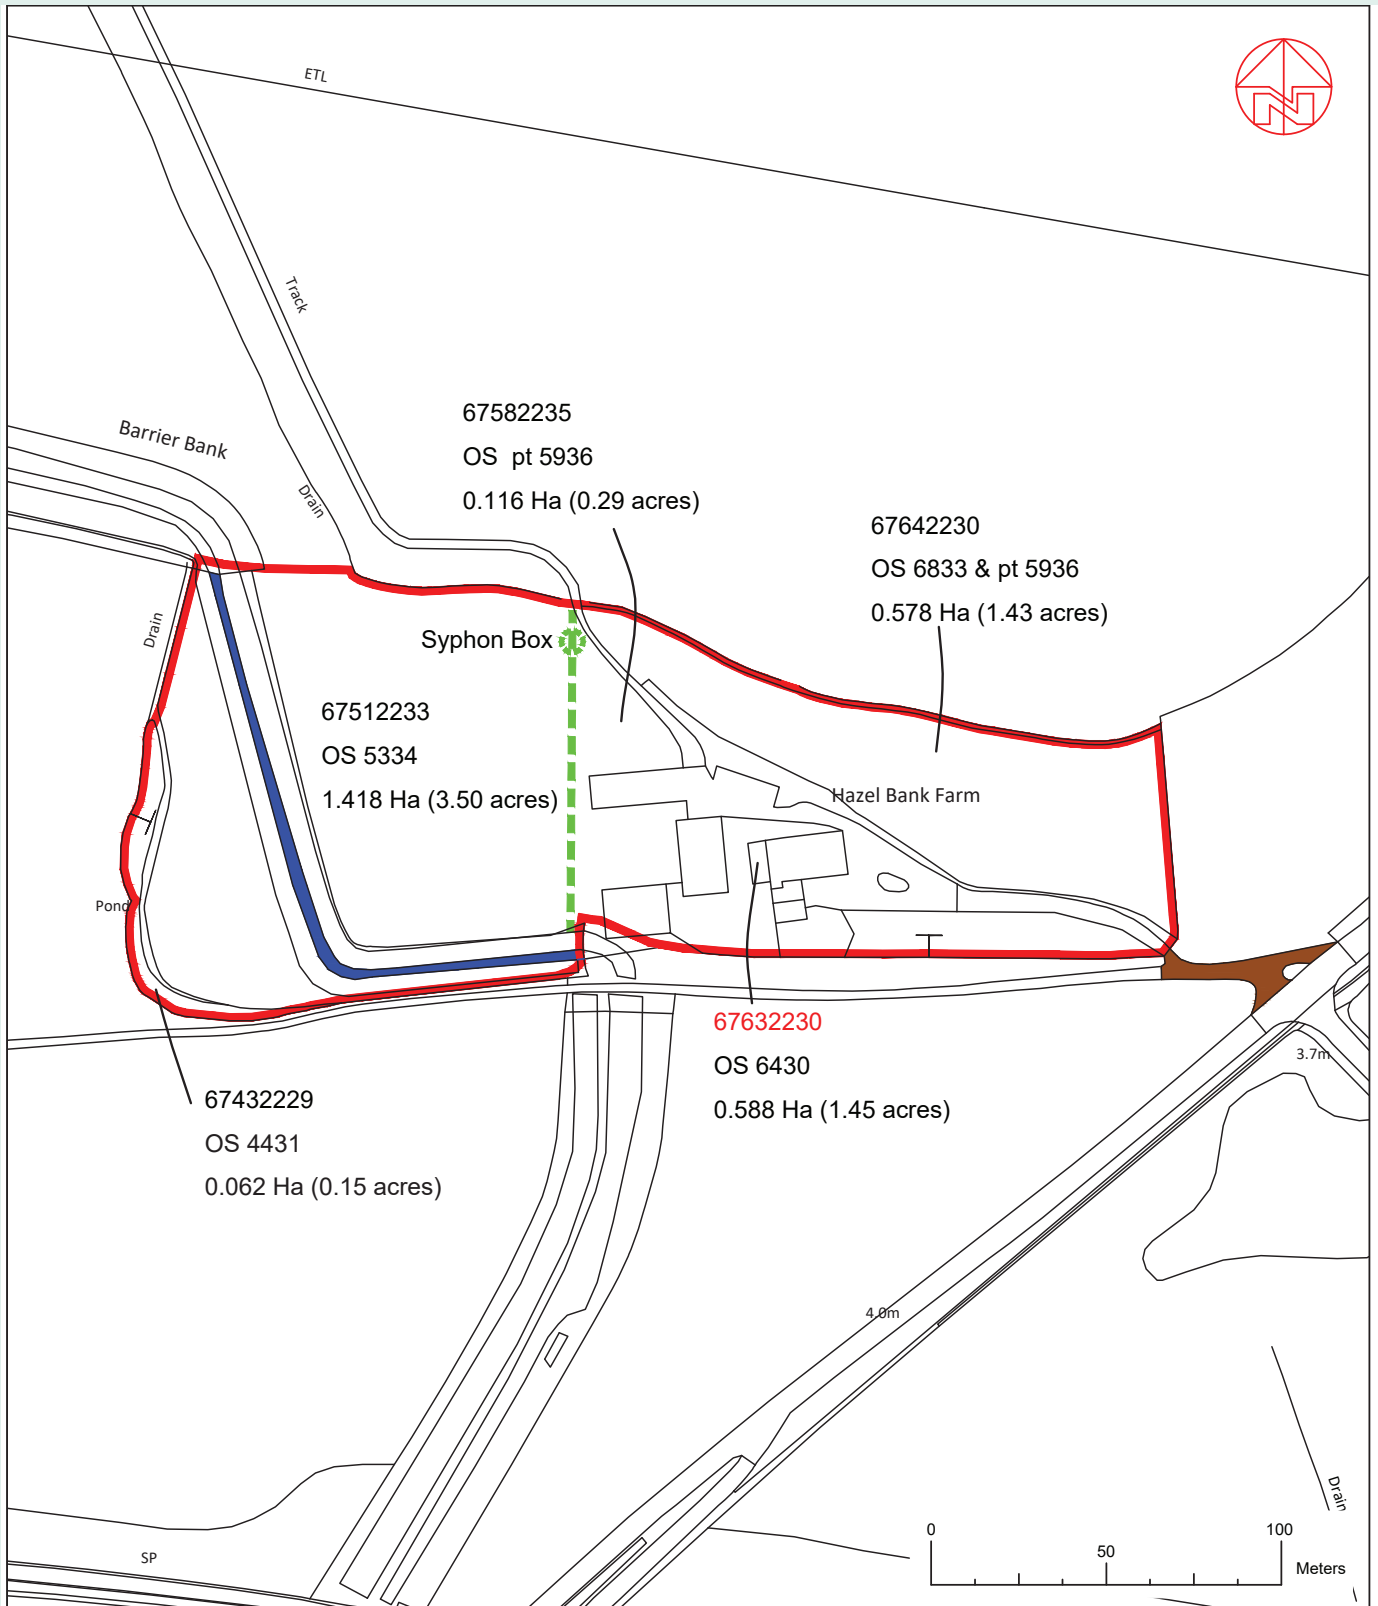 ETL
N
Track
Barrier Bank
Drain
67582235
OS pt 5936
0.116 Ha (0.29 acres)
67642230
OS 6833 & pt 5936
0.578 Ha (1.43 acres)
Drain
Syphon Box
67512233
OS 5334
1.418 Ha (3.50 acres)
Hazel Bank Farm
Pond
67632230
OS 6430
0.588 Ha (1.45 acres)
3.7m
67432229
OS 4431
0.062 Ha (0.15 acres)
4.0m
Drain
SP
0
100
50
Meters